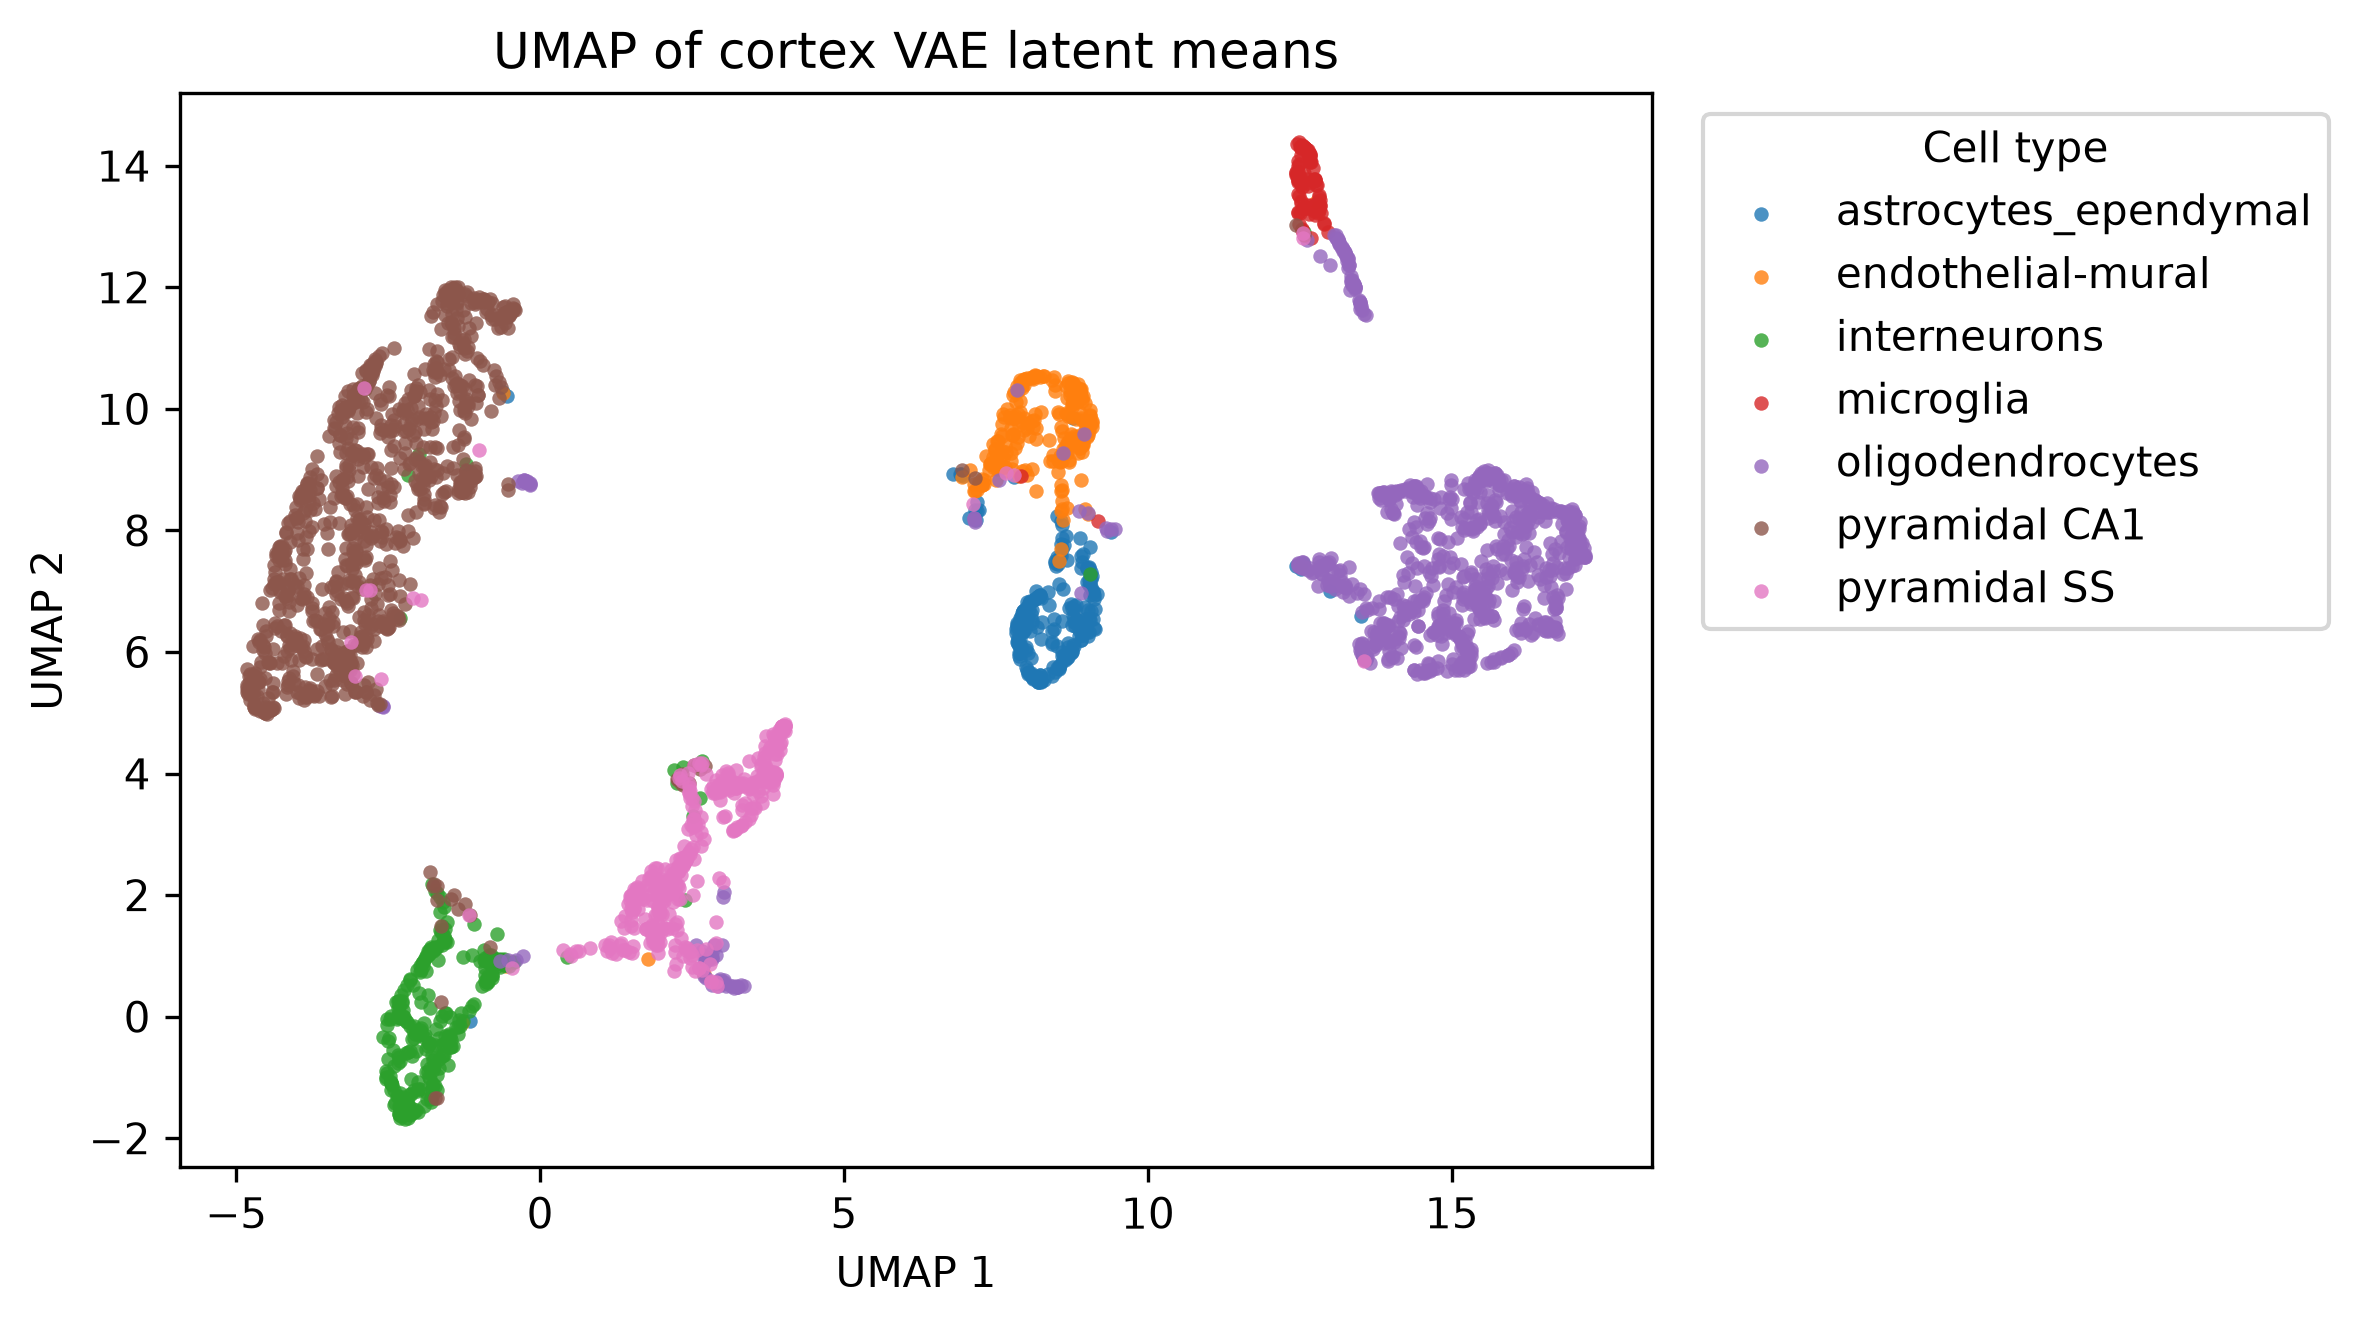 UMAP of cortex VAE latent means
14
12
10
8
6
4
2
0
−2
UMAP 2
−5
0
5
10
15
UMAP 1
Cell type
astrocytes_ependymal
endothelial-mural
interneurons
microglia
oligodendrocytes
pyramidal CA1
pyramidal SS